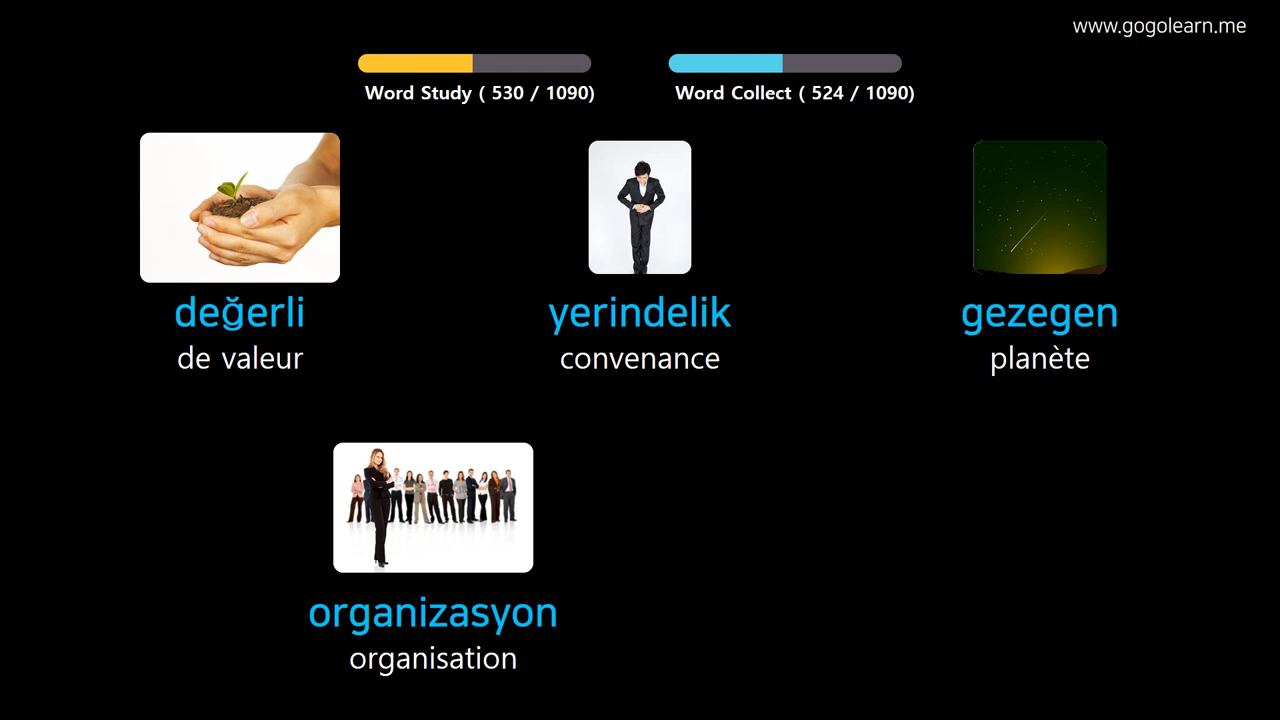 www.gogolearn.me
Word Study ( 530 / 1090)
Word Collect ( 524 / 1090)
değerli
de valeur
yerindelik
convenance
gezegen
planète
organizasyon
organisation